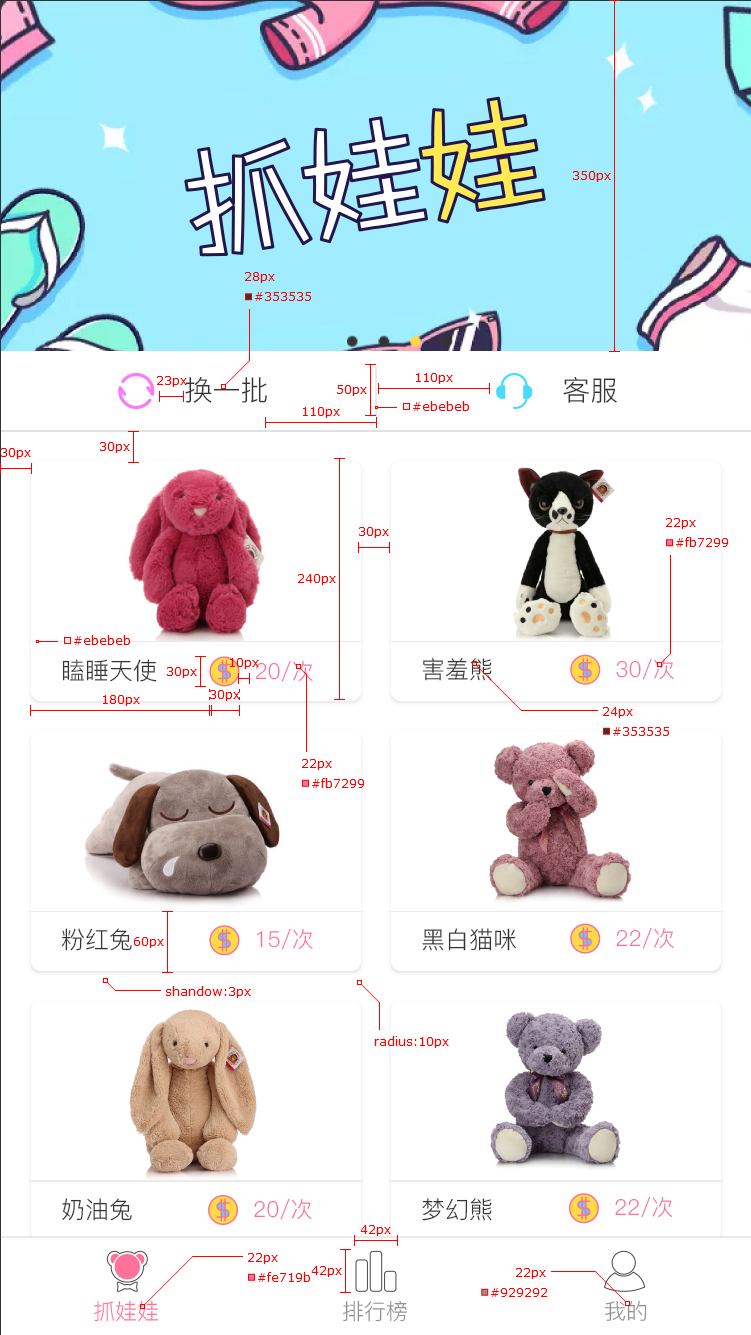 抓娃娃
350px
28px
#353535
23px
换一批
50px
110px
客服
110px
#ebebeb
30px
30px
30px
22px
#fb7299
240px
#ebebeb
瞌睡天使
30px
10px
20/次
害羞熊
30/次
180px
30px
24px
#353535
22px
#fb7299
粉红兔
60px
15/次
黑白猫咪
22/次
shandow:3px
radius:10px
奶油兔
20/次
梦幻熊
22/次
42px
22px
#fe719b
42px
22px
#929292
抓娃娃
排行榜
我的